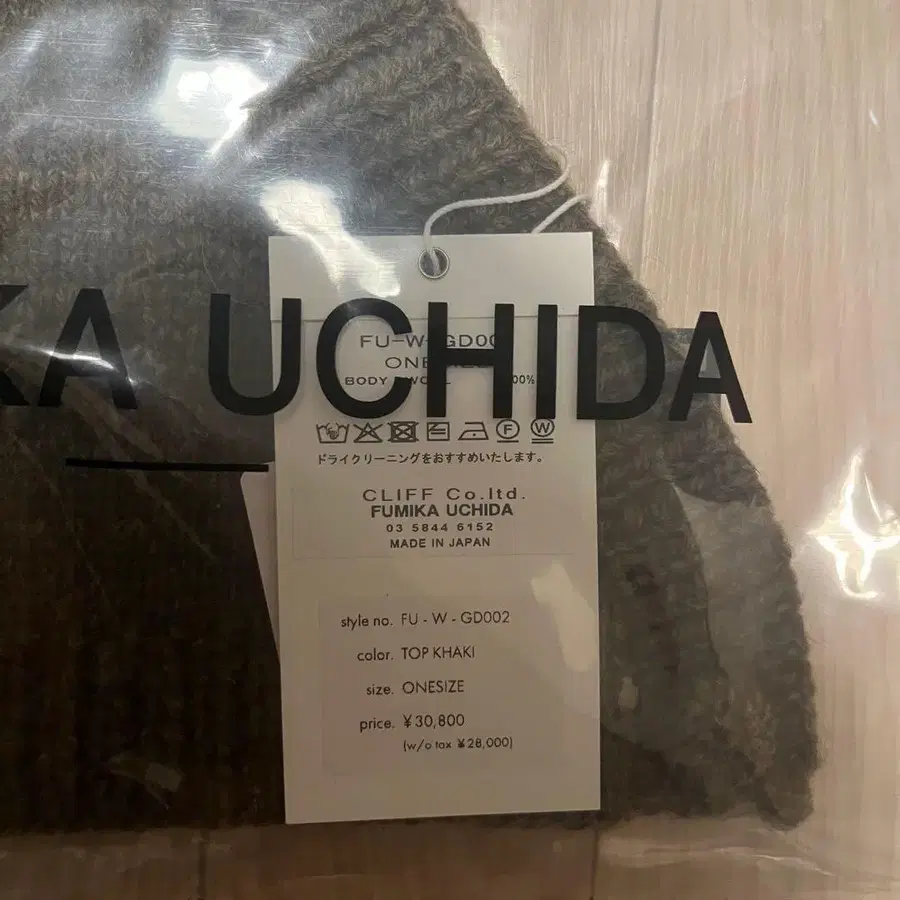 KA UCHIDA
FU-W-GD00
ONE
BODY WOOL 00%
ドライクリーニングをおすすめいたします。
CLIFF Co.ltd.
FUMIKA UCHIDA
03 5844 6152
MADE IN JAPAN
style no. FU - W - GD002
color. TOP KHAKI
size. ONESIZE
price. ¥30,800
(w/o tax ¥28,000)